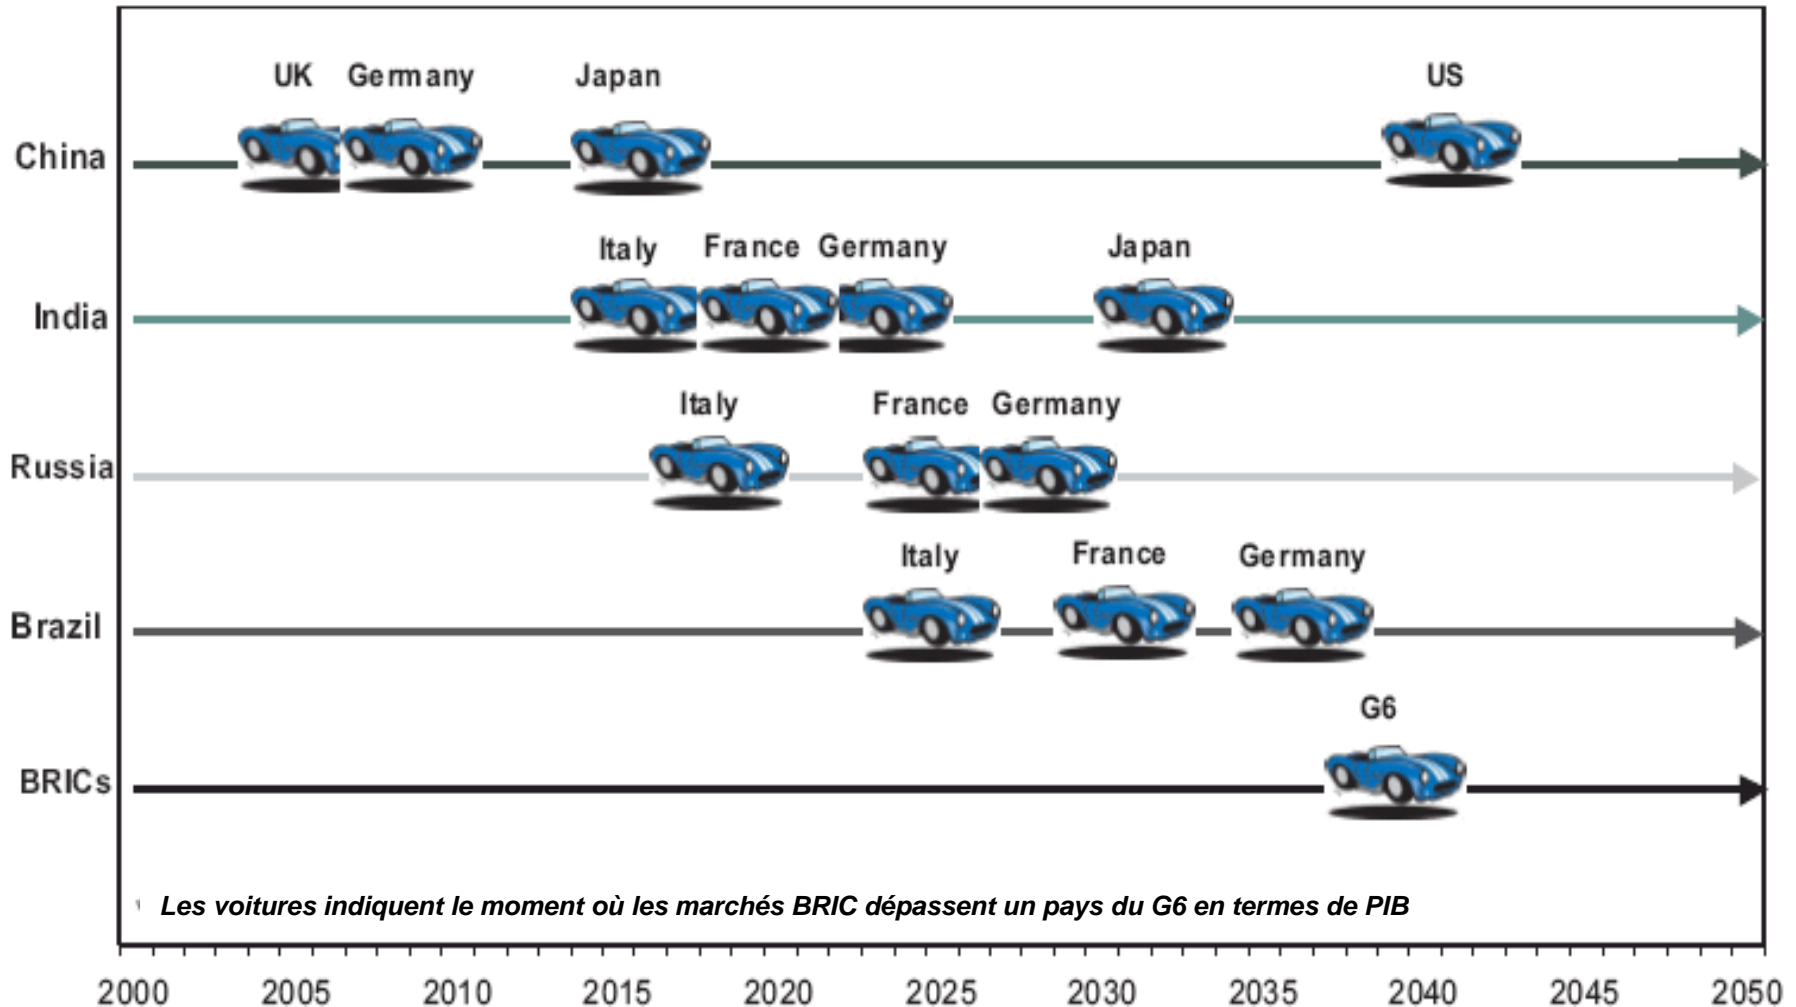 UK Germany Japan US
China
Italy France Germany Japan
India
Italy France Germany
Russia
Italy France Germany
Brazil
G6
BRICs
Les voitures indiquent le moment où les marchés BRIC dépassent un pays du G6 en termes de PIB
2000 2005 2010 2015 2020 2025 2030 2035 2040 2045 2050